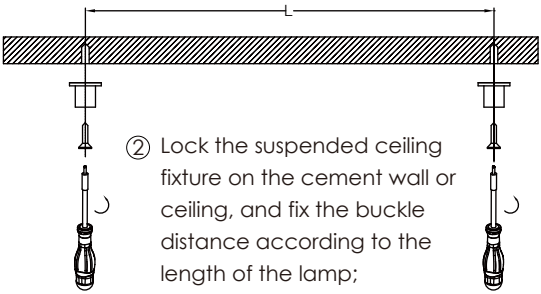 L
② Lock the suspended ceiling
fixture on the cement wall or
ceiling, and fix the buckle
distance according to the
length of the lamp;